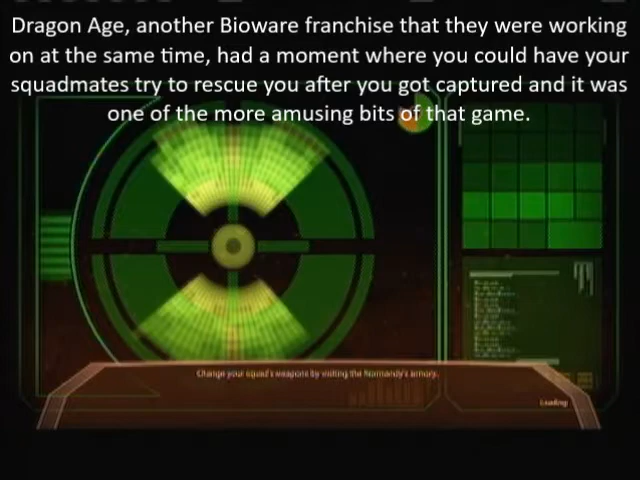 Dragon Age, another Bioware franchise that they were working
on at the same time, had a moment where you could have your
squadmates try to rescue you after you got captured and it was
one of the more amusing bits of that game.
Change your squad's weapons by visiting the Normandy's armory.
Loading